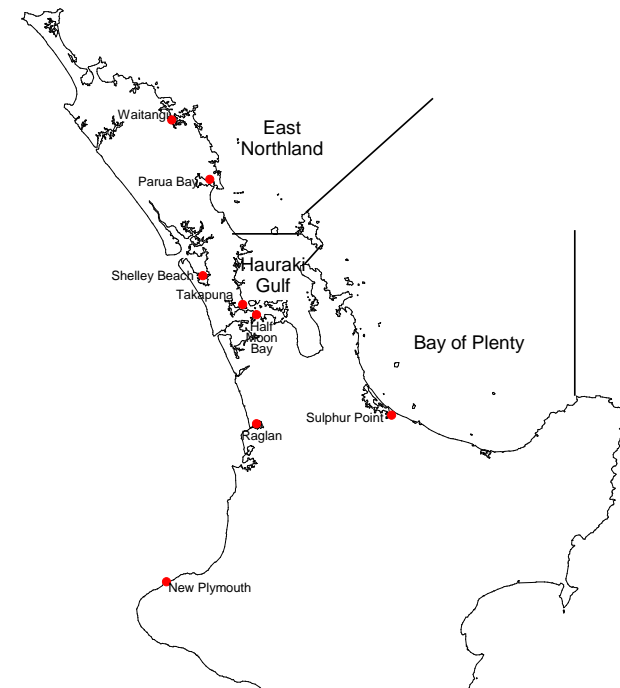 Waitangi
East
Northland
Parua Bay
Hauraki
Gulf
Shelley Beach
Takapuna
Half
Moon
Bay
Bay of Plenty
Sulphur Point
Raglan
New Plymouth